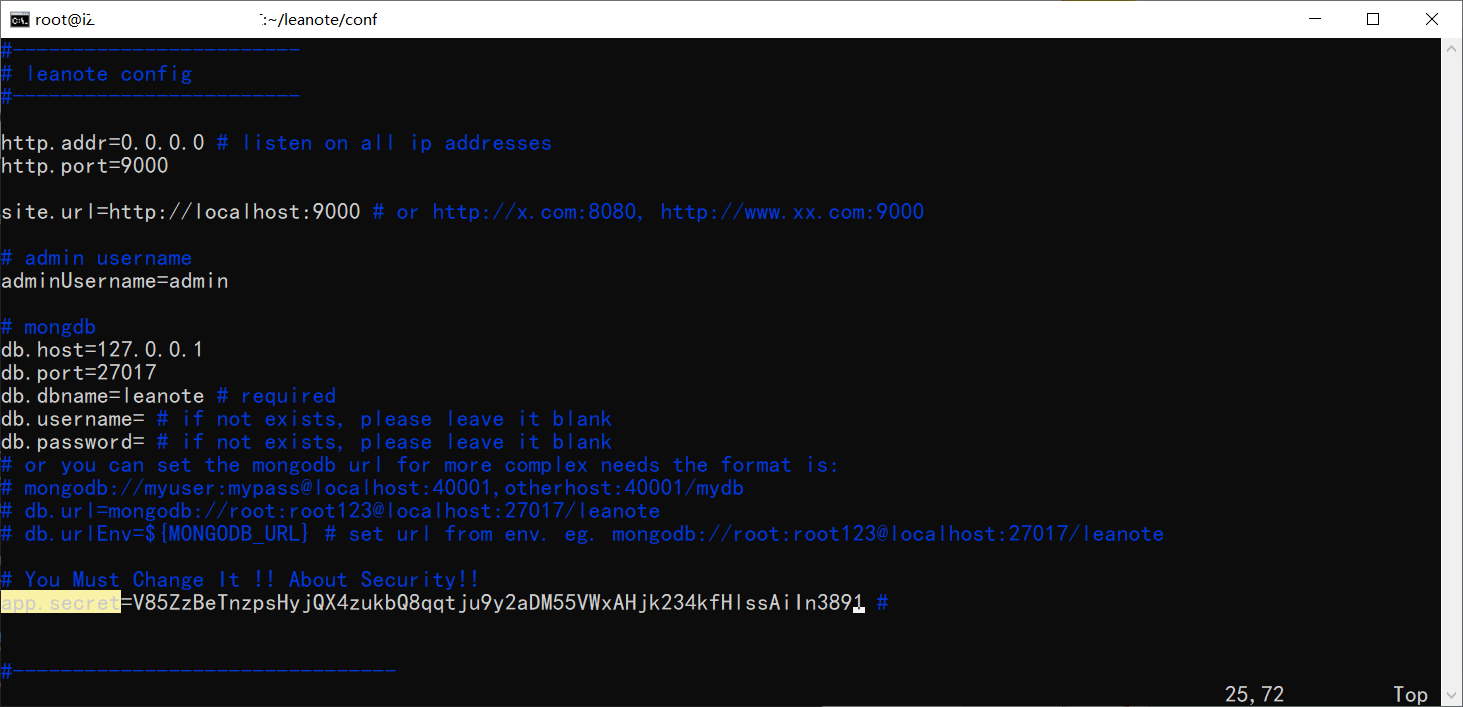 root@iZ :~/leanote/conf
#------------------------
# leanote config
#------------------------
http.addr=0.0.0.0 # listen on all ip addresses
http.port=9000
site.url=http://localhost:9000 # or http://x.com:8080, http://www.xx.com:9000
# admin username
adminUsername=admin
# mongdb
db.host=127.0.0.1
db.port=27017
db.dbname=leanote # required
db.username= # if not exists, please leave it blank
db.password= # if not exists, please leave it blank
# or you can set the mongodb url for more complex needs the format is:
# mongodb://myuser:mypass@localhost:40001,otherhost:40001/mydb
# db.url=mongodb://root:root123@localhost:27017/leanote
# db.urlEnv=${MONGODB_URL} # set url from env. eg. mongodb://root:root123@localhost:27017/leanote
# You Must Change It !! About Security!!
app.secret=V85ZzBeTnzpsHyjQX4zukbQ8qqtju9y2aDM55VWxAHjk234kfHlssAiIn3891 #
#--------------------------------
25,72 Top